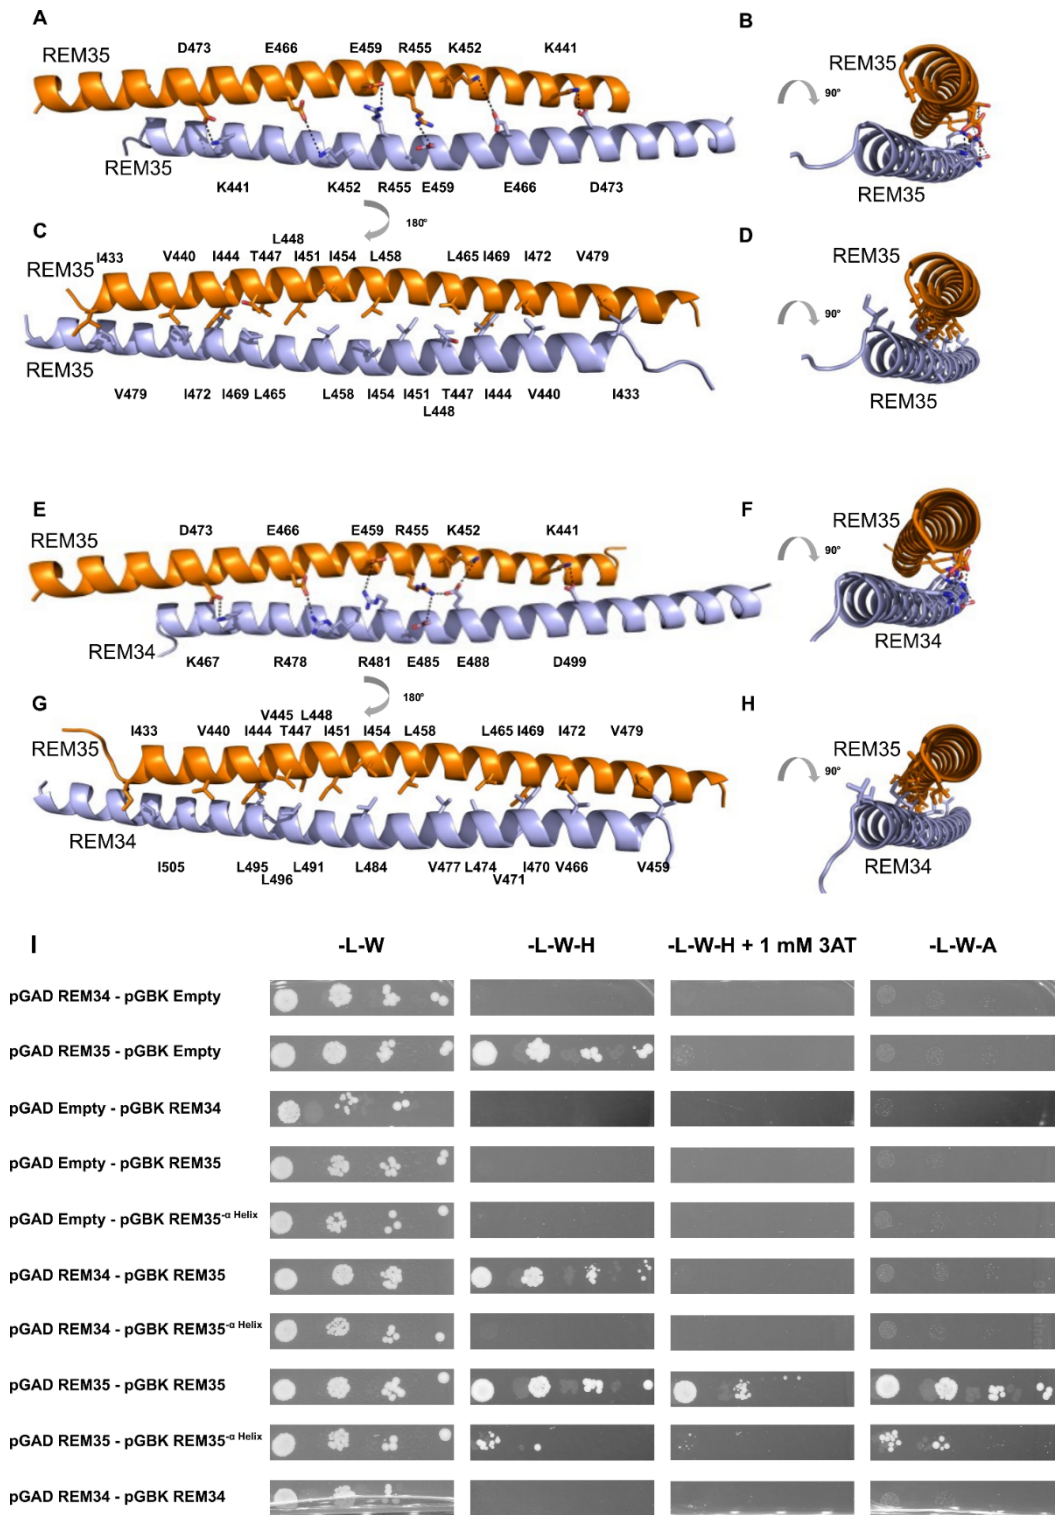 A
B
D473 E466 E459 R455 K452 K441
REM35
REM35
90°
REM35
K441 K452 R455 E459 E466 D473
REM35
180°
C
D
L448
I433 V440 I444 T447 I451 I454 L458 L465 I469 I472 V479
REM35
REM35
90°
REM35
V479 I472 I469 L465 L458 I454 I451 T447 I444 V440 I433
L448
REM35
E
F
D473 E466 E459 R455 K452 K441
REM35
REM35
90°
REM34
K467 R478 R481 E485 E488 D499
REM34
180°
G
H
V445 L448
I433 V440 I444 T447 I451 I454 L458 L465 I469 I472 V479
REM35
REM35
90°
REM34
I505 L495 L491 L484 V477 L474 I470 V466 V459
L496 V471
REM34
I
-L-W -L-W-H -L-W-H + 1 mM 3AT -L-W-A
pGAD REM34 - pGBK Empty
pGAD REM35 - pGBK Empty
pGAD Empty - pGBK REM34
pGAD Empty - pGBK REM35
pGAD Empty - pGBK REM35-α Helix
pGAD REM34 - pGBK REM35
pGAD REM34 - pGBK REM35-α Helix
pGAD REM35 - pGBK REM35
pGAD REM35 - pGBK REM35-α Helix
pGAD REM34 - pGBK REM34